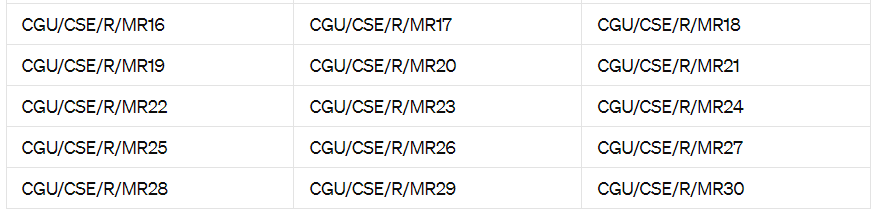 CGU/CSE/R/MR16 CGU/CSE/R/MR17 CGU/CSE/R/MR18
CGU/CSE/R/MR19 CGU/CSE/R/MR20 CGU/CSE/R/MR21
CGU/CSE/R/MR22 CGU/CSE/R/MR23 CGU/CSE/R/MR24
CGU/CSE/R/MR25 CGU/CSE/R/MR26 CGU/CSE/R/MR27
CGU/CSE/R/MR28 CGU/CSE/R/MR29 CGU/CSE/R/MR30